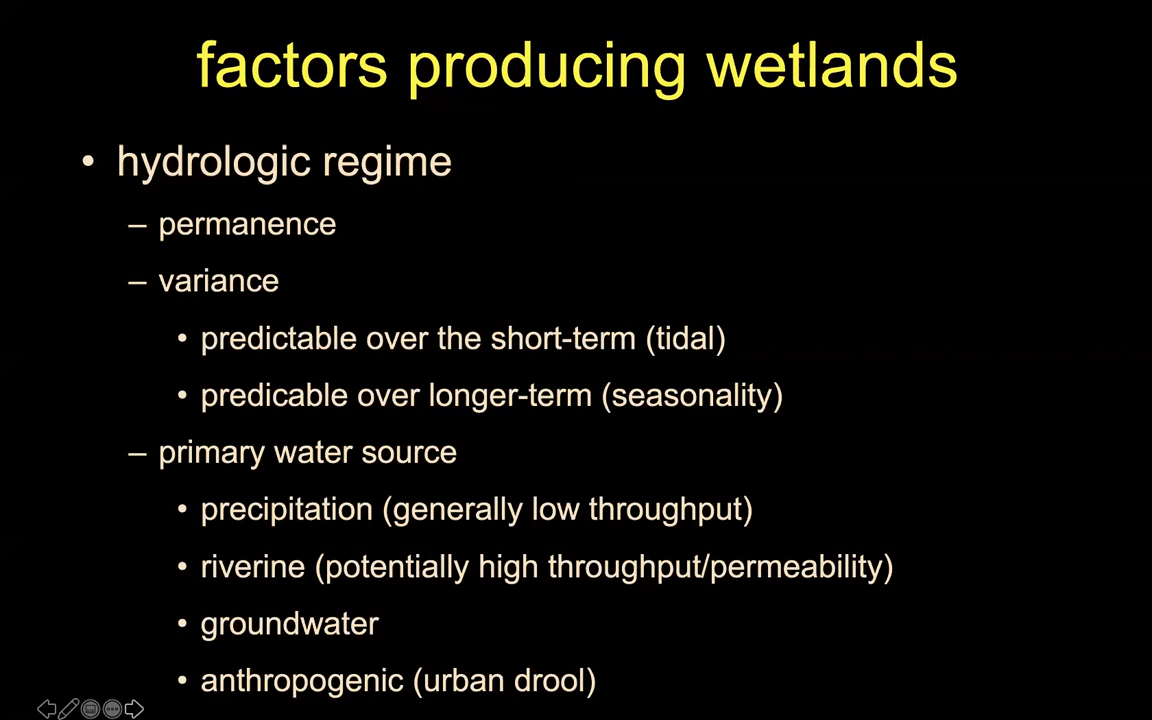 factors producing wetlands
• hydrologic regime
– permanence
– variance
• predictable over the short-term (tidal)
• predicable over longer-term (seasonality)
– primary water source
• precipitation (generally low throughput)
• riverine (potentially high throughput/permeability)
• groundwater
• anthropogenic (urban drool)